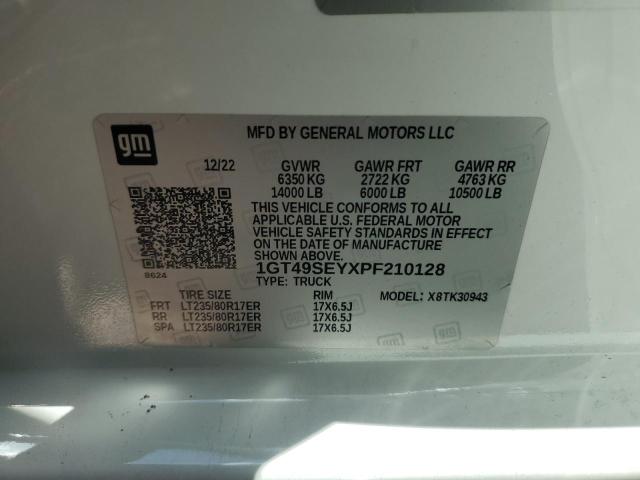 gm
MFD BY GENERAL MOTORS LLC
12/22 GVWR GAWR FRT GAWR RR
6350 KG 2722 KG 4763 KG
14000 LB 6000 LB 10500 LB
THIS VEHICLE CONFORMS TO ALL
APPLICABLE U.S. FEDERAL MOTOR
VEHICLE SAFETY STANDARDS IN
EFFECT ON THE DATE OF MANUFACTURE
SHOWN ABOVE.
8624
1GT49SEYXPF210128
TYPE: TRUCK
TIRE SIZE RIM MODEL: X8TK30943
FRT LT235/80R17ER 17X6.5J
RR LT235/80R17ER 17X6.5J
SPA LT235/80R17ER 17X6.5J